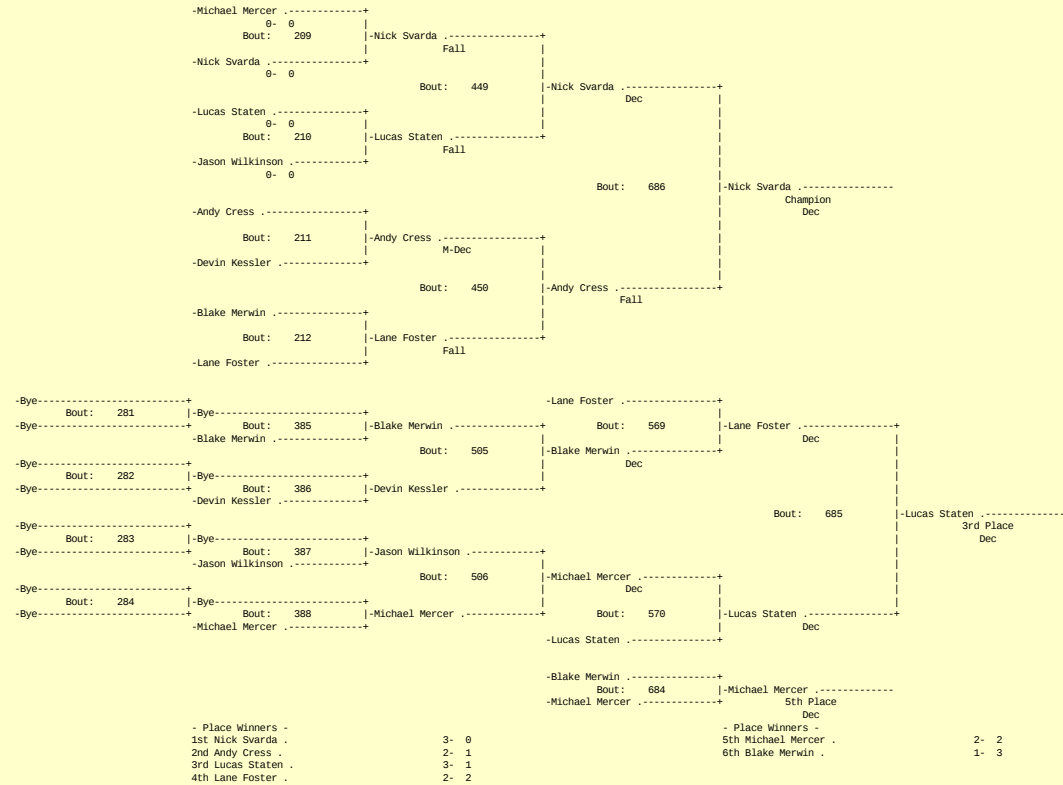 -Michael Mercer .-------------+
0- 0 |
Bout: 209 |-Nick Svarda .----------------+
| Fall |
-Nick Svarda .---------------+ |
0- 0 |
Bout: 449 |-Nick Svarda .----------------+
| Dec |
-Lucas Staten .--------------+ | |
0- 0 | | |
Bout: 210 |-Lucas Staten .---------------+ |
| Fall |
-Jason Wilkinson .-----------+ |
0- 0 |
Bout: 686 |-Nick Svarda .----------------
| Champion
-Andy Cress .----------------+ | Dec
| |
Bout: 211 |-Andy Cress .-----------------+ |
| M-Dec | |
-Devin Kessler .-------------+ | |
| |
Bout: 450 |-Andy Cress .-----------------+
| Fall
-Blake Merwin .--------------+ |
| |
Bout: 212 |-Lane Foster .----------------+
| Fall
-Lane Foster .---------------+
-Bye--------------------------+ -Lane Foster .----------------+
Bout: 281 |-Bye-------------------------+ |
-Bye--------------------------+ Bout: 385 |-Blake Merwin .---------------+ Bout: 569 |-Lane Foster .----------------+
-Blake Merwin .--------------+ | | Dec |
Bout: 505 |-Blake Merwin .---------------+ |
-Bye--------------------------+ | Dec |
Bout: 282 |-Bye-------------------------+ | |
-Bye--------------------------+ Bout: 386 |-Devin Kessler .--------------+ |
-Devin Kessler .-------------+ |
Bout: 685 |-Lucas Staten .---------------
-Bye--------------------------+ | 3rd Place
Bout: 283 |-Bye-------------------------+ | Dec
-Bye--------------------------+ Bout: 387 |-Jason Wilkinson .------------+ |
-Jason Wilkinson .-----------+ | |
Bout: 506 |-Michael Mercer .-------------+ |
-Bye--------------------------+ | Dec | |
Bout: 284 |-Bye-------------------------+ | | |
-Bye--------------------------+ Bout: 388 |-Michael Mercer .-------------+ Bout: 570 |-Lucas Staten .---------------+
-Michael Mercer .------------+ | Dec
-Lucas Staten .---------------+
-Blake Merwin .---------------+
Bout: 684 |-Michael Mercer .-------------
-Michael Mercer .-------------+ 5th Place
Dec
- Place Winners - - Place Winners -
1st Nick Svarda . 3- 0 5th Michael Mercer . 2- 2
2nd Andy Cress . 2- 1 6th Blake Merwin . 1- 3
3rd Lucas Staten . 3- 1
4th Lane Foster . 2- 2